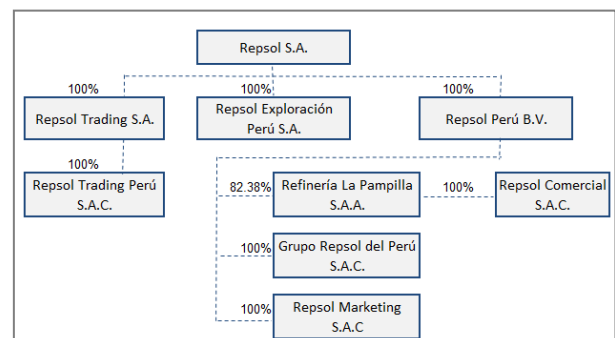 Repsol S.A.
100%
100%
100%
Repsol Trading S.A.
Repsol Exploración
Perú S.A.
Repsol Perú B.V.
100%
Repsol Trading Perú
S.A.C.
82.38%
Refinería La Pampilla
S.A.A.
100%
Repsol Comercial
S.A.C.
100%
Grupo Repsol del Perú
S.A.C.
100%
Repsol Marketing
S.A.C